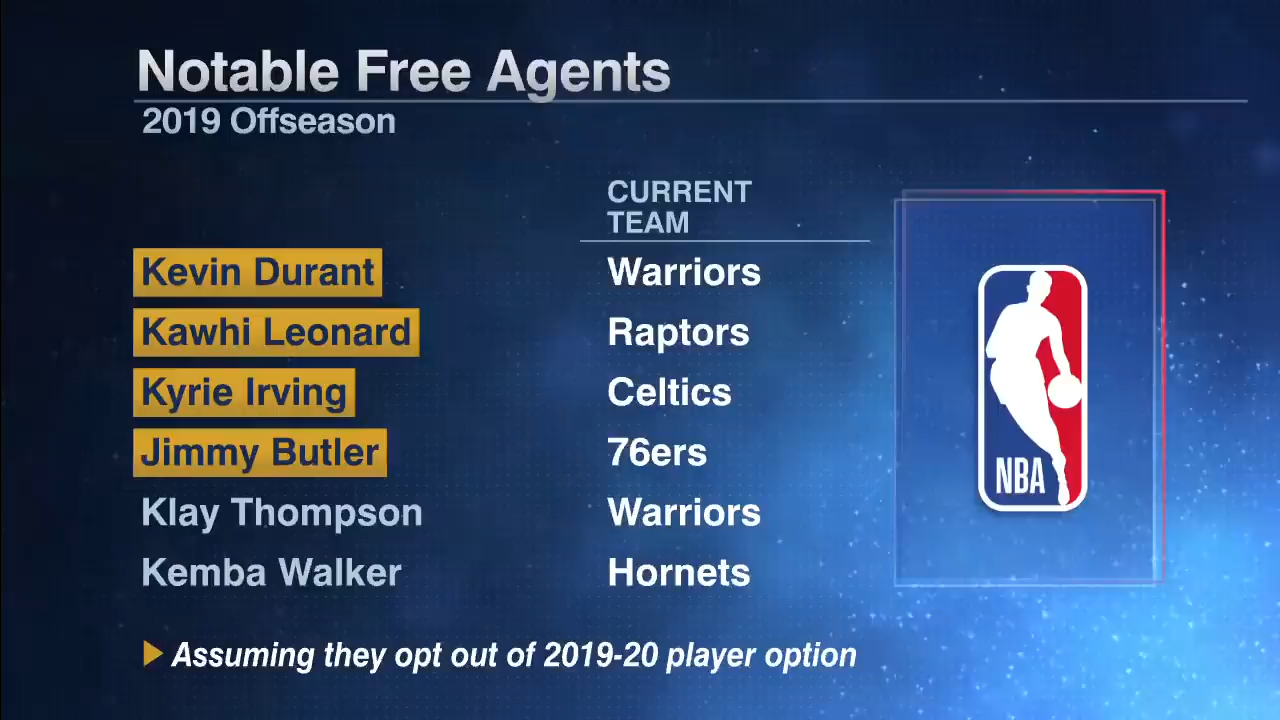 Notable Free Agents
2019 Offseason
CURRENT
TEAM
Kevin Durant Warriors
Kawhi Leonard Raptors
Kyrie Irving Celtics
Jimmy Butler 76ers
Klay Thompson Warriors
Kemba Walker Hornets
NBA
Assuming they opt out of 2019-20 player option